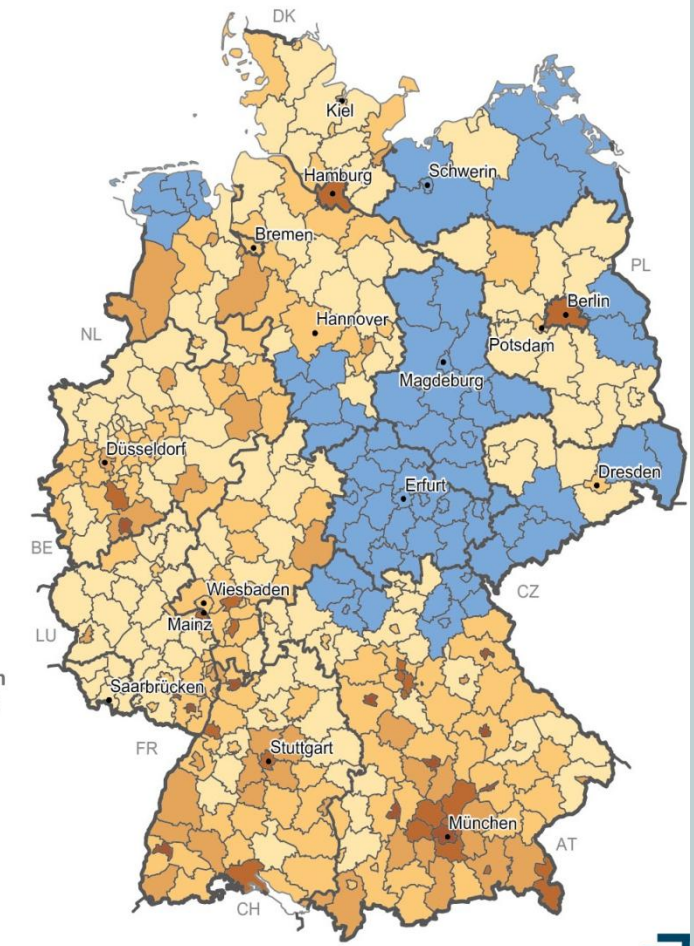 DK
Kiel
Hamburg
Schwerin
Bremen
PL
Berlin
NL
Hannover
Potsdam
Magdeburg
Düsseldorf
Erfurt
Dresden
BE
Wiesbaden
CZ
Mainz
LU
Saarbrücken
FR
Stuttgart
München
AT
CH